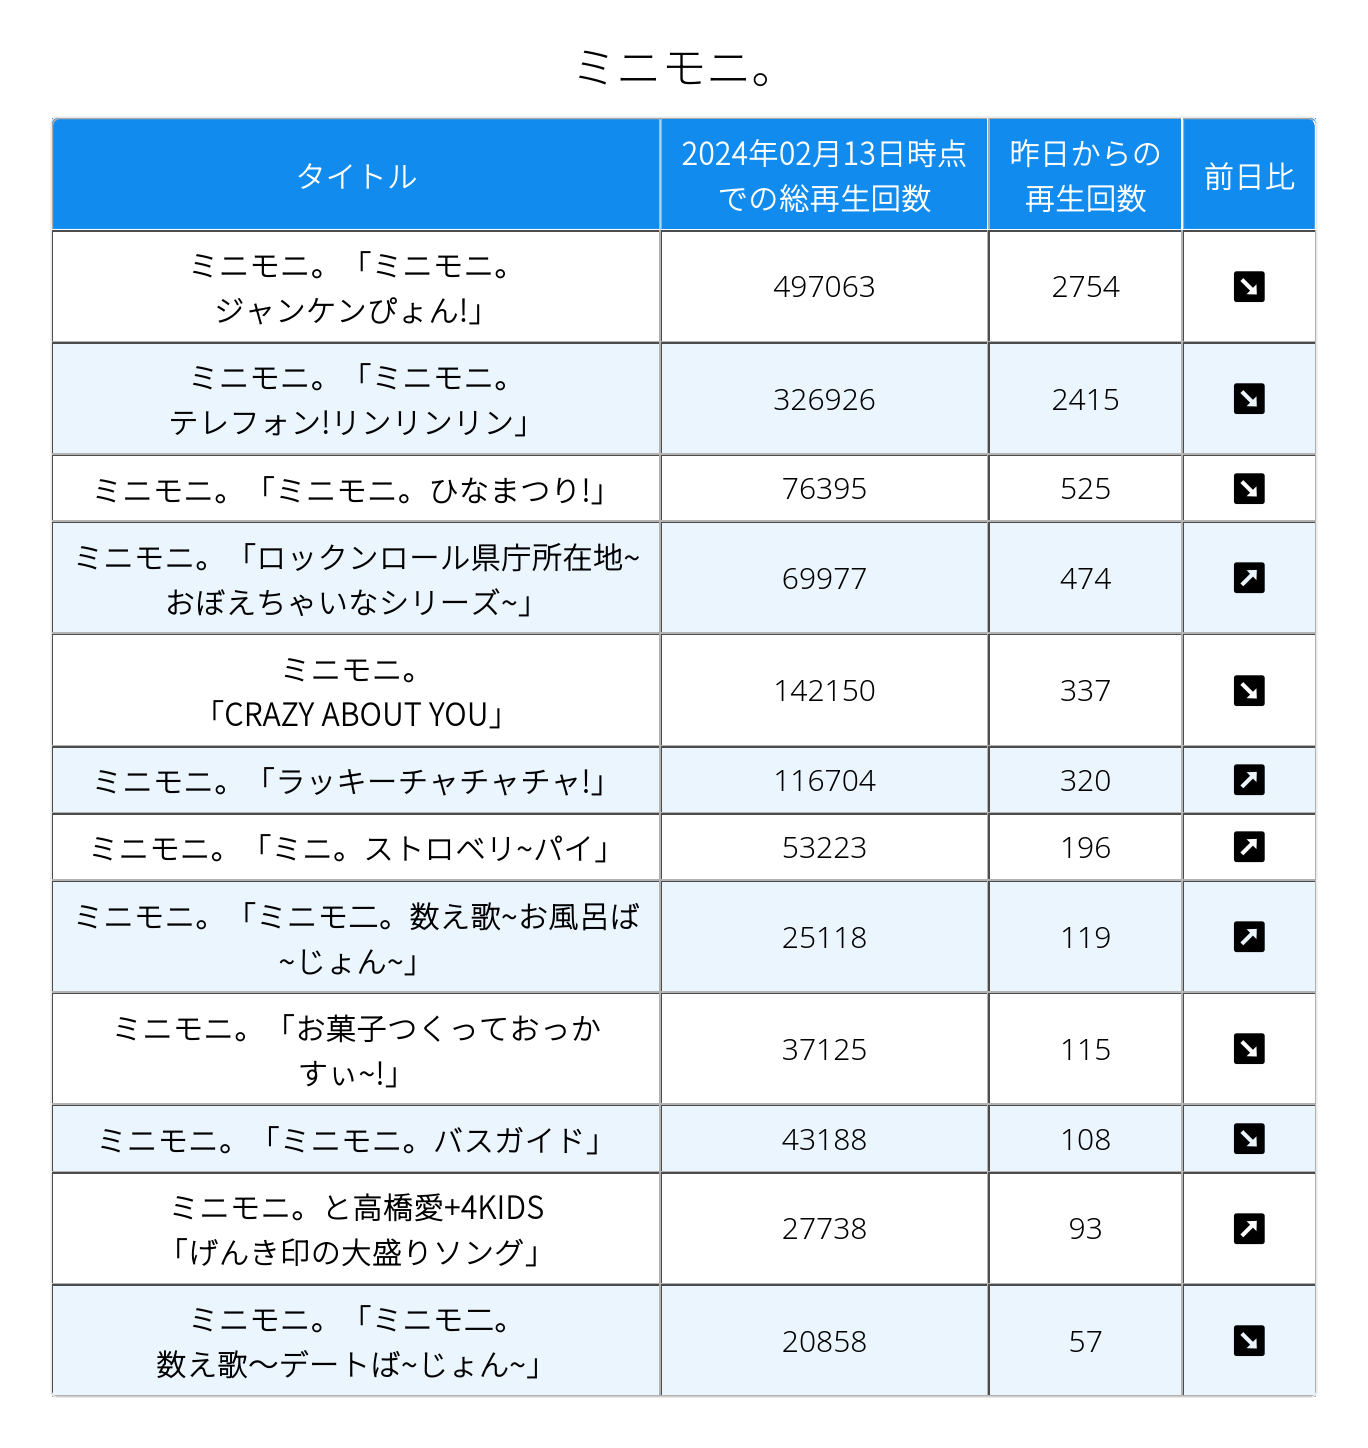 ミニモニ。
タイトル
2024年02月13日時点
での総再生回数
昨日からの
再生回数
前日比
ミニモニ。「ミニモニ。
ジャンケンぴょん!」
497063
2754
ミニモニ。「ミニモニ。
テレフォン!リンリンリン」
326926
2415
ミニモニ。「ミニモニ。ひなまつり!」
76395
525
ミニモニ。「ロックンロール県庁所在地~
おぼえちゃいなシリーズ~」
69977
474
ミニモニ。
「CRAZY ABOUT YOU」
142150
337
ミニモニ。「ラッキーチャチャチャ!」
116704
320
ミニモニ。「ミニ。ストロベリ~パイ」
53223
196
ミニモニ。「ミニモ二。数え歌~お風呂ば
~じょん~」
25118
119
ミニモニ。「お菓子つくっておっか
すぃ~!」
37125
115
ミニモニ。「ミニモニ。バスガイド」
43188
108
ミニモニ。と高橋愛+4KIDS
「げんき印の大盛りソング」
27738
93
ミニモニ。「ミニモ二。
数え歌〜デートば~じょん~」
20858
57